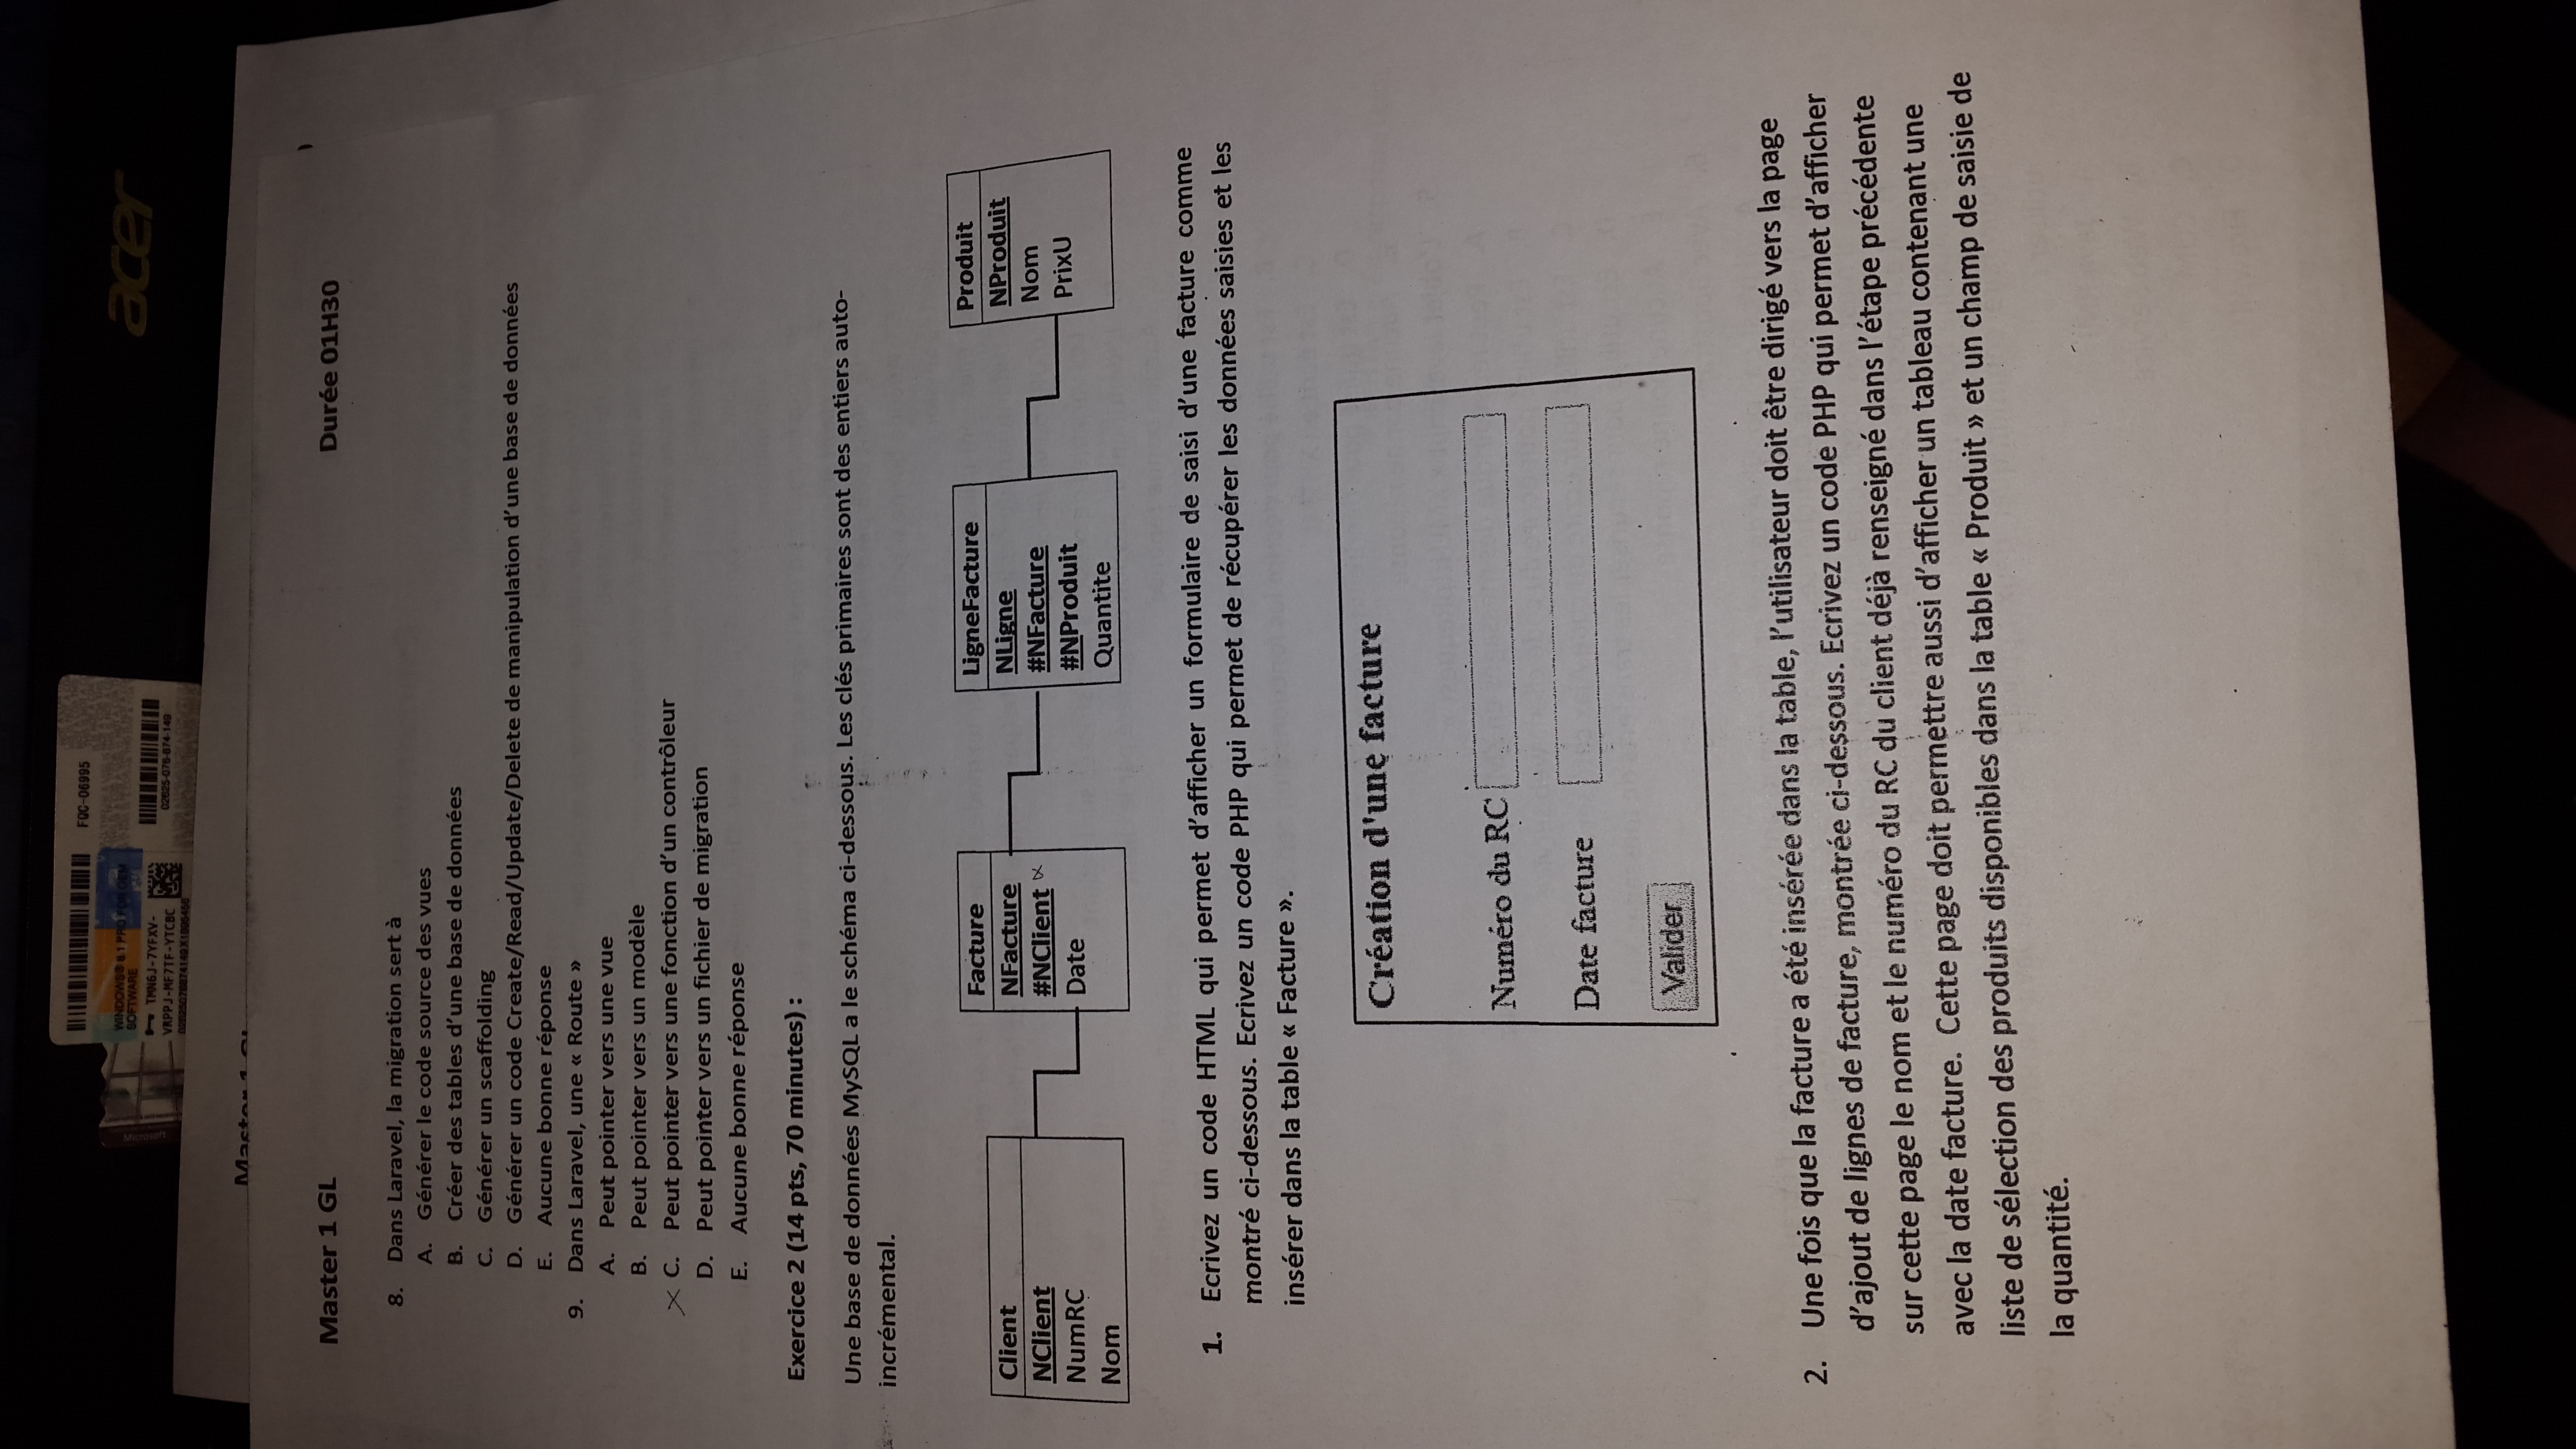 FQC-06995
WINDOWS® 8.1 PRO FOR OEM
SOFTWARE
TMN6J-7YFXV-
VRPPJ-MF7TF-YTCBC
02625-076-874-149
acer
Master 1 GL
Master 1 GL
Durée 01H30
8. Dans Laravel, la migration sert à
A. Générer le code source des vues
B. Créer des tables d’une base de données
C. Générer un scaffolding
D. Générer un code Create/Read/Update/Delete de manipulation d’une base de données
E. Aucune bonne réponse
9. Dans Laravel, une « Route »
A. Peut pointer vers une vue
B. Peut pointer vers un modèle
C. Peut pointer vers une fonction d’un contrôleur
D. Peut pointer vers un fichier de migration
E. Aucune bonne réponse
Exercice 2 (14 pts, 70 minutes) :
Une base de données MySQL a le schéma ci-dessous. Les clés primaires sont des entiers auto-
incrémental.
Client
NClient
NumRC
Nom
Facture
NFacture
#NClient
Date
LigneFacture
NLigne
#NFacture
#NProduit
Quantite
Produit
NProduit
Nom
PrixU
1. Ecrivez un code HTML qui permet d’afficher un formulaire de saisi d’une facture comme
montré ci-dessous. Ecrivez un code PHP qui permet de récupérer les données saisies et les
insérer dans la table « Facture ».
Création d'une facture
Numéro du RC
Date facture
Valider
2. Une fois que la facture a été insérée dans la table, l’utilisateur doit être dirigé vers la page
d’ajout de lignes de facture, montrée ci-dessous. Ecrivez un code PHP qui permet d’afficher
sur cette page le nom et le numéro du RC du client déjà renseigné dans l’étape précédente
avec la date facture. Cette page doit permettre aussi d’afficher un tableau contenant une
liste de sélection des produits disponibles dans la table « Produit » et un champ de saisie de
la quantité.